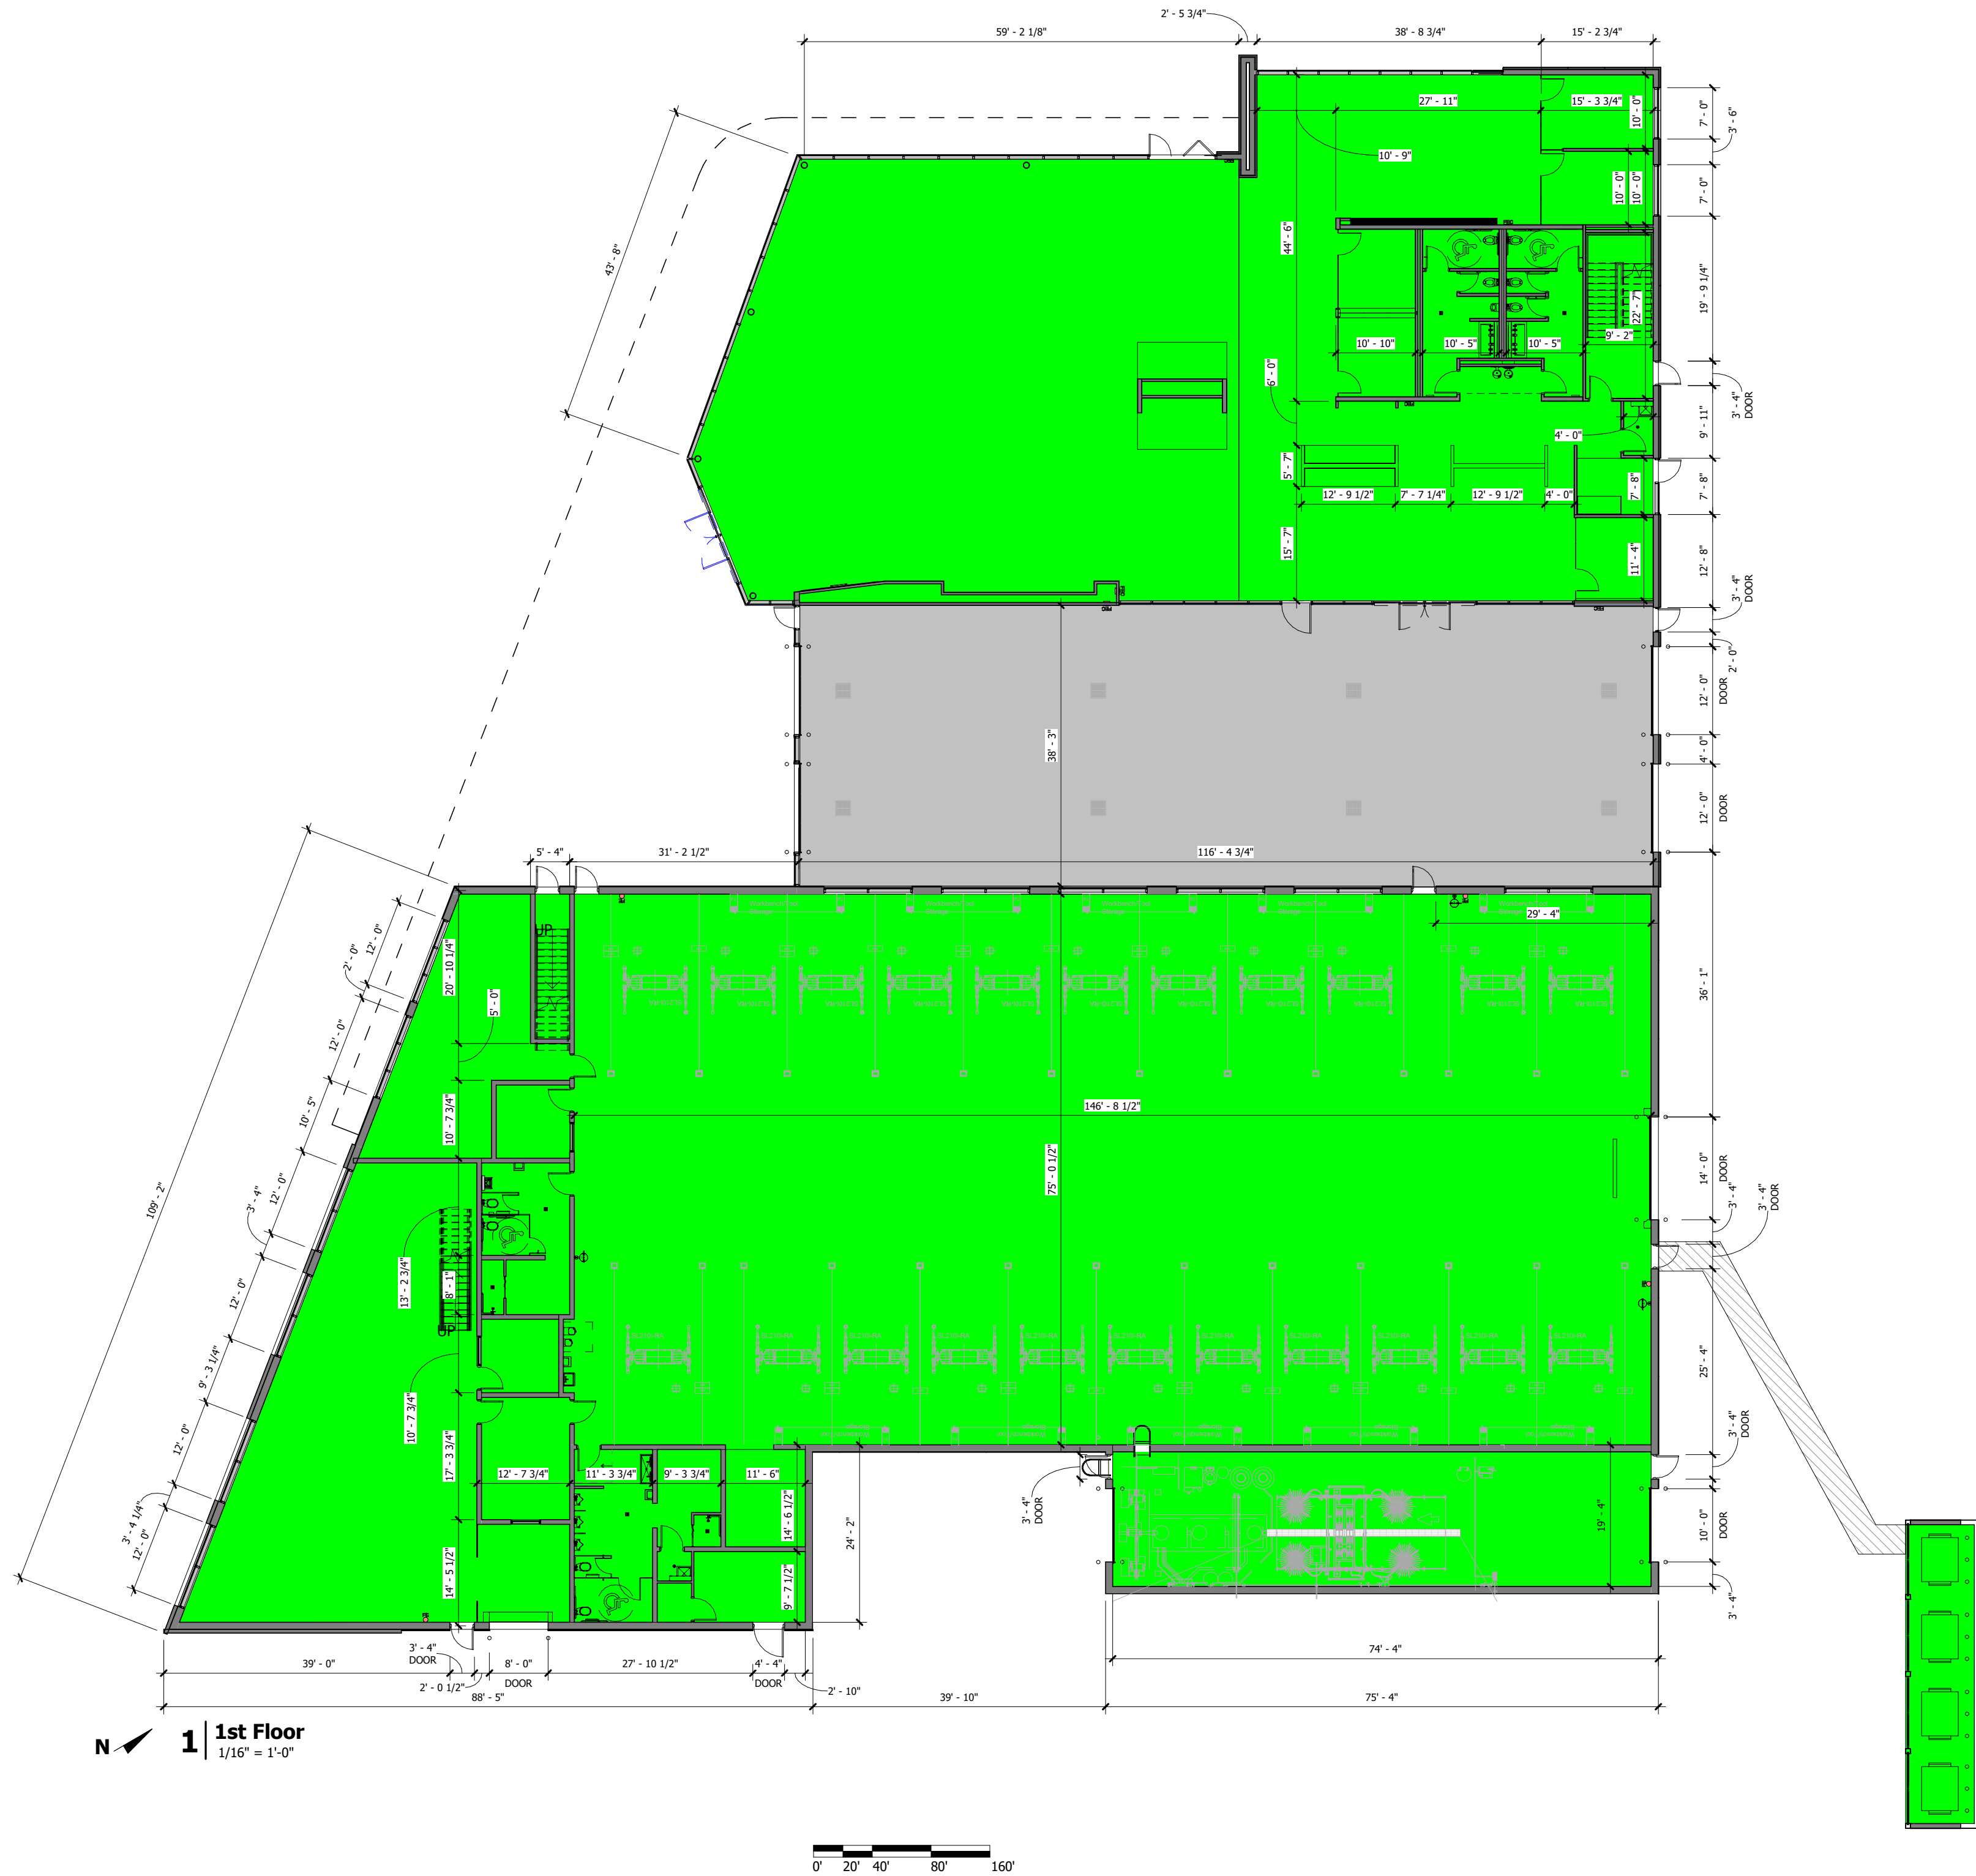 2' - 5 3/4"
59' - 2 1/8"
38' - 8 3/4"
15' - 2 3/4"
27' - 11"
15' - 3 3/4"
10' - 0"
7' - 0"
3' - 6"
10' - 9"
10' - 0"
10' - 0"
7' - 0"
43' - 8"
44' - 6"
19' - 9 1/4"
22' - 7"
9' - 2"
10' - 10"
10' - 5"
10' - 5"
6' - 0"
3' - 4"
DOOR
9' - 11"
4' - 0"
5' - 7"
7' - 8"
7' - 8"
12' - 9 1/2"
7' - 7 1/4"
12' - 9 1/2"
4' - 0"
15' - 7"
11' - 4"
12' - 8"
3' - 4"
DOOR
2' - 0"
12' - 0"
DOOR
38' - 3"
4' - 0"
12' - 0"
DOOR
5' - 4"
31' - 2 1/2"
116' - 4 3/4"
29' - 4"
UP
12' - 0"
2' - 0"
20' - 10 1/4"
5' - 0"
36' - 1"
12' - 0"
10' - 5"
10' - 7 3/4"
146' - 8 1/2"
75' - 0 1/2"
14' - 0"
DOOR
3' - 4"
3' - 4"
DOOR
109' - 2"
12' - 0"
3' - 4"
13' - 2 3/4"
8' - 1"
UP
12' - 0"
9' - 3 1/4"
10' - 7 3/4"
25' - 4"
3' - 4"
DOOR
12' - 0"
17' - 3 3/4"
12' - 7 3/4"
11' - 3 3/4"
9' - 3 3/4"
11' - 6"
3' - 4 1/4"
12' - 0"
14' - 6 1/2"
24' - 2"
3' - 4"
DOOR
19' - 4"
10' - 0"
DOOR
14' - 5 1/2"
9' - 7 1/2"
3' - 4"
39' - 0"
3' - 4"
DOOR
2' - 0 1/2"
8' - 0"
DOOR
27' - 10 1/2"
4' - 4"
DOOR
2' - 10"
74' - 4"
88' - 5"
39' - 10"
75' - 4"
N
1
1st Floor
1/16" = 1'-0"
0' 20' 40' 80' 160'